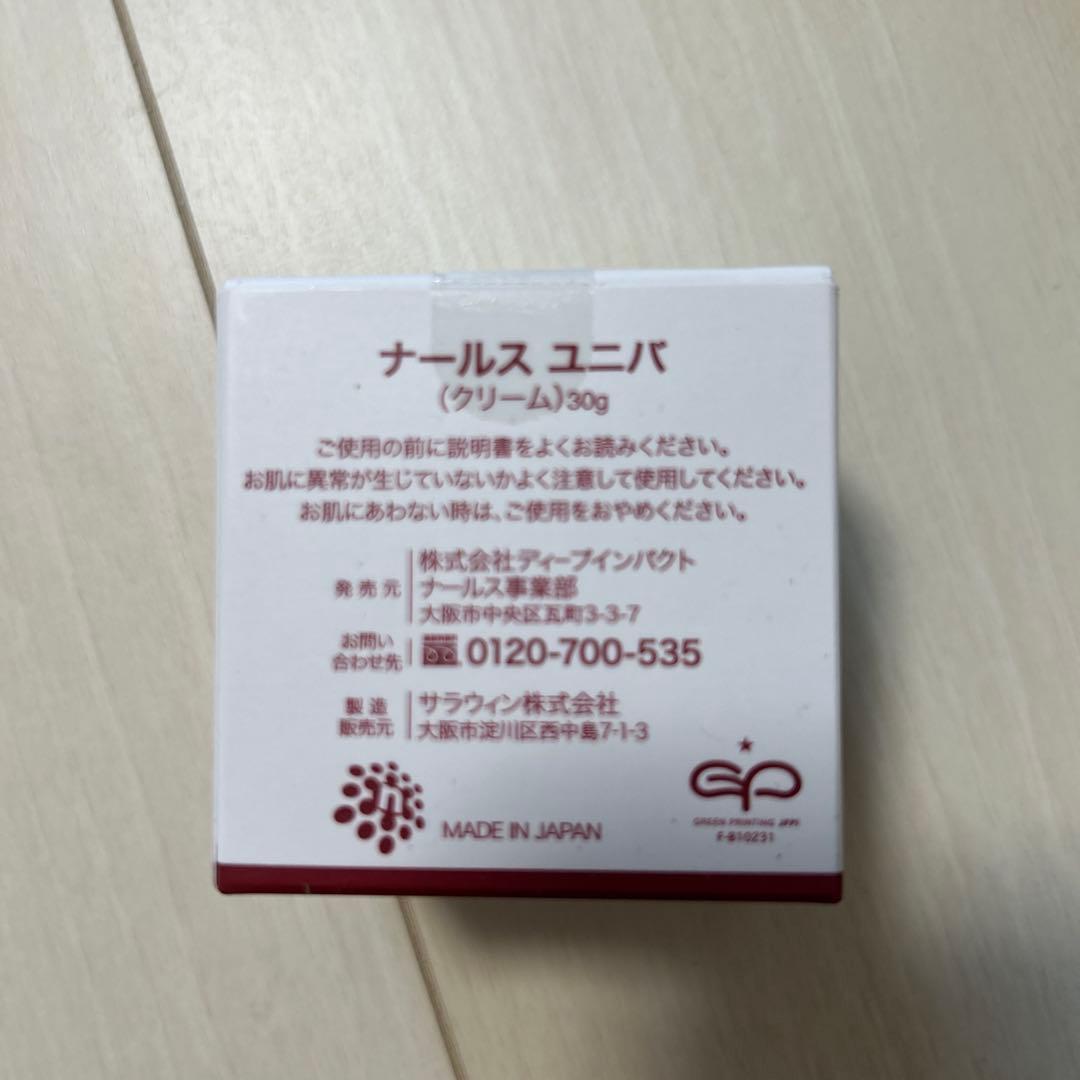 ナールス ユニバ
(クリーム)30g
ご使用の前に説明書をよくお読みください。
お肌に異常が生じていないかよく注意して使用してください。
お肌にあわない時は、ご使用をおやめください。
発売元
株式会社ディープインパクト
ナールス事業部
大阪市中央区瓦町3-3-7
お問い
合わせ先
0120-700-535
製造
販売元
サラウィン株式会社
大阪市淀川区西中島7-1-3
MADE IN JAPAN
GREEN PRINTING JFPI
F-B10231